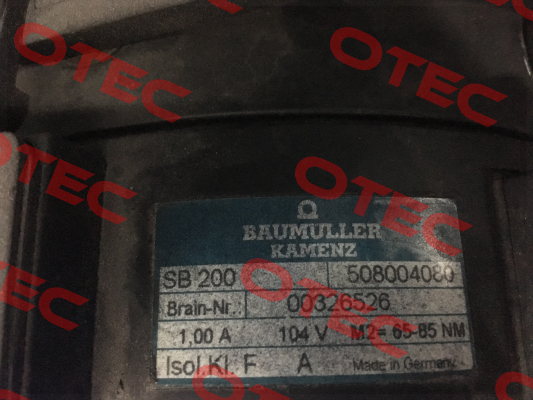 BAUMULLER
KAMENZ
SB 200 508004080
Brain-Nr. 00326526
1,00 A 104 V M2= 65-85 NM
Isol Kl. F A Made in Germany
OTEC
OTEC
OTEC
OTEC
OTEC
OTEC